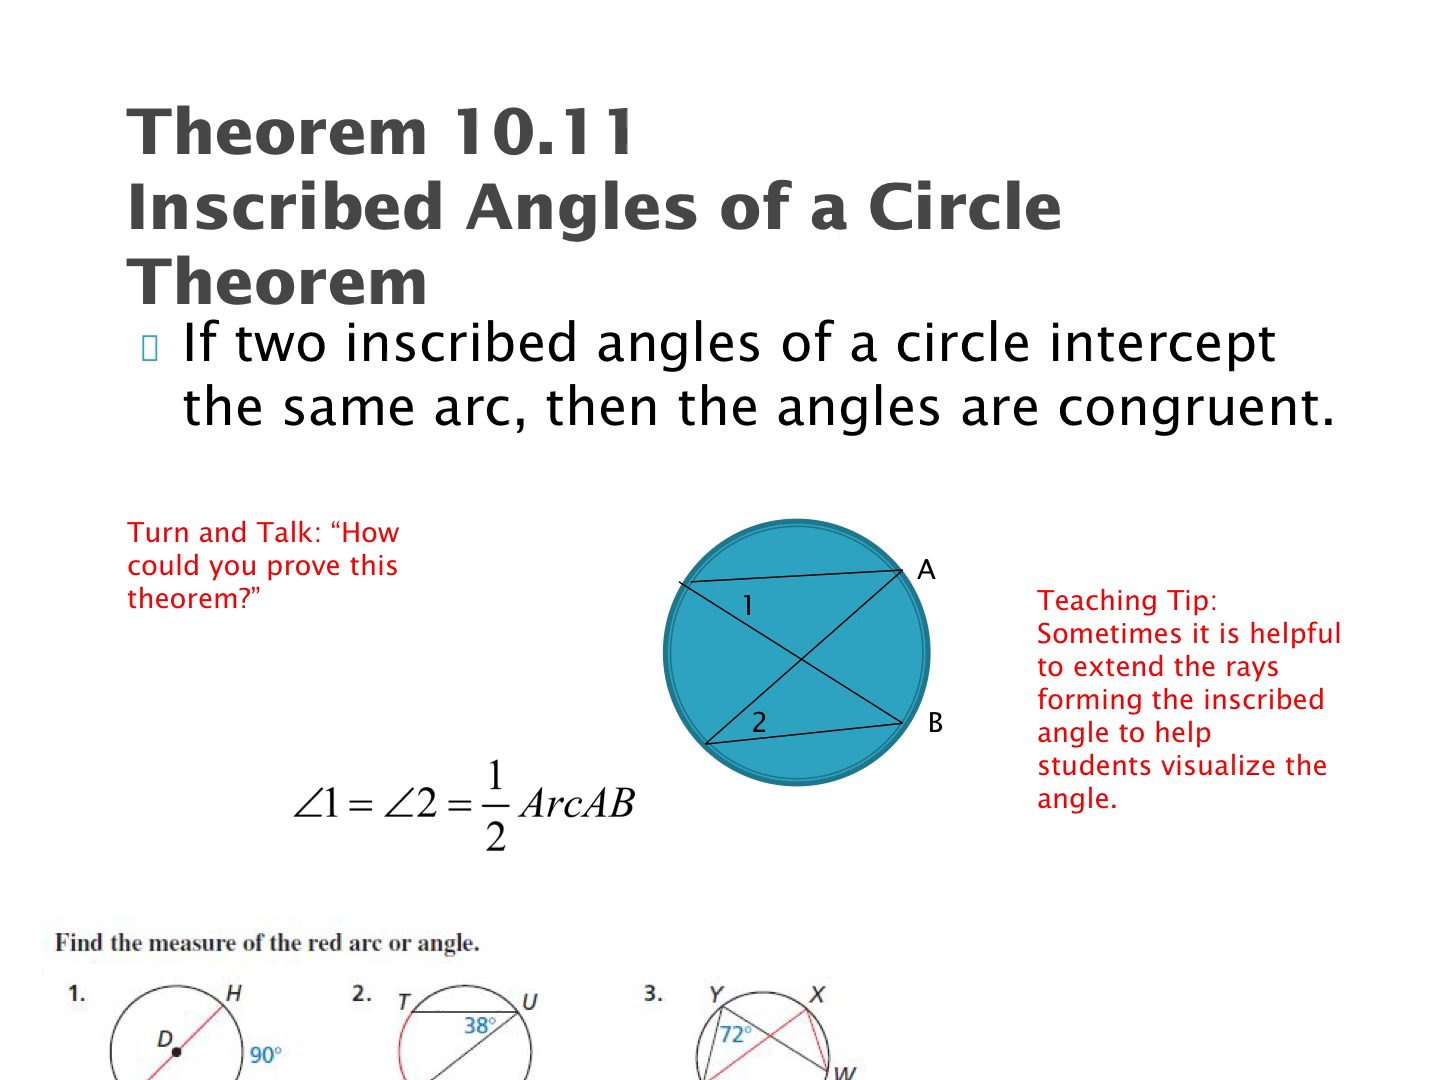 Theorem 10.11
Inscribed Angles of a Circle
Theorem
If two inscribed angles of a circle intercept
the same arc, then the angles are congruent.
Turn and Talk: “How
could you prove this
theorem?”
A
1
2
B
Teaching Tip:
Sometimes it is helpful
to extend the rays
forming the inscribed
angle to help
students visualize the
angle.
∠1 = ∠2 = 1/2 ArcAB
Find the measure of the red arc or angle.
1. H
D
90°
2. T U
38°
3. Y X
72°
W